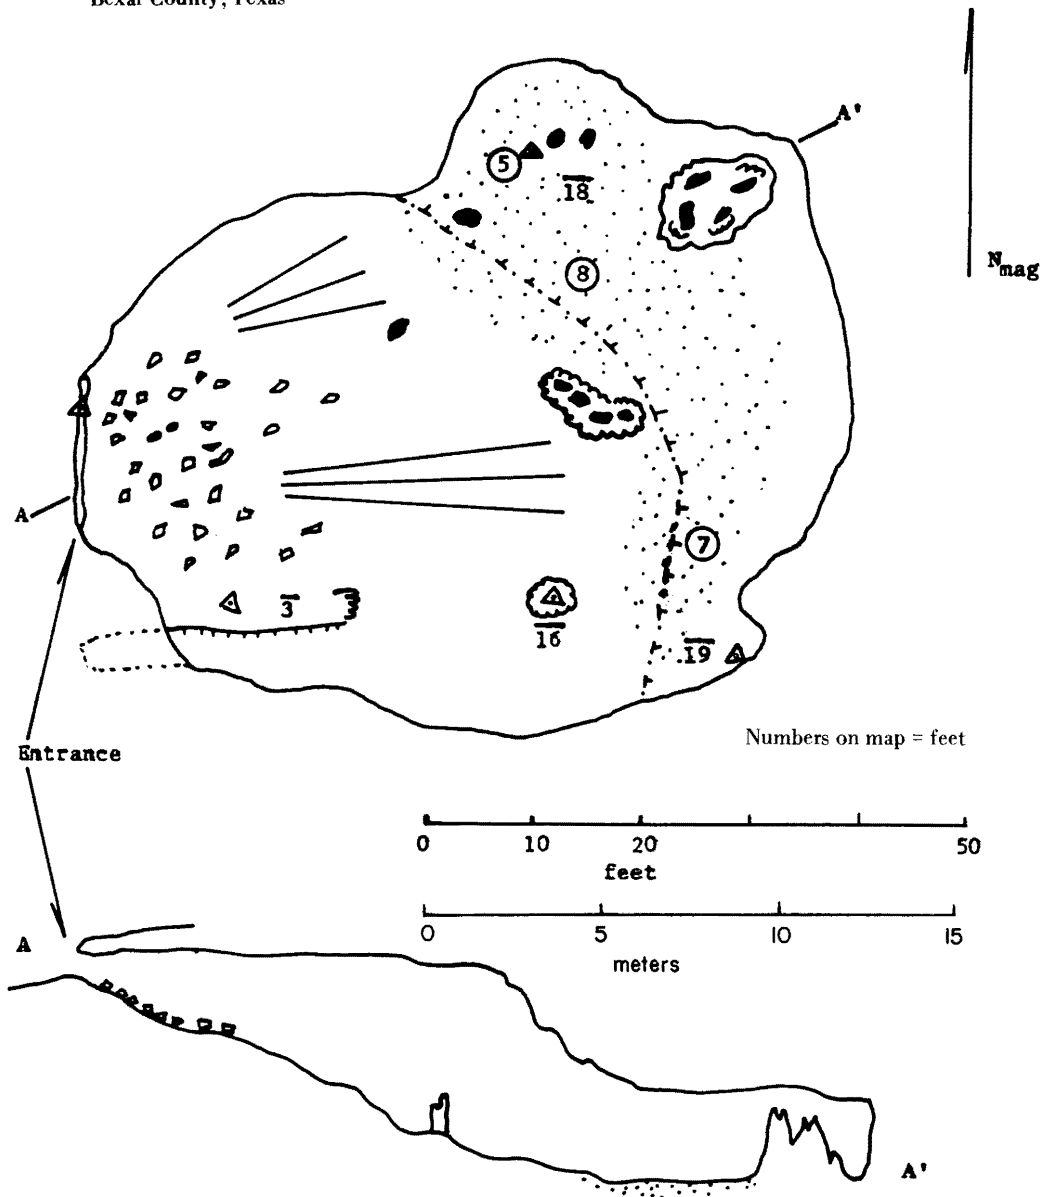 Bexar County, Texas
A'
5
18
8
N mag
A
7
3
16
19
Entrance
Numbers on map = feet
0 10 20 50
feet
A
0 5 10 15
meters
A'